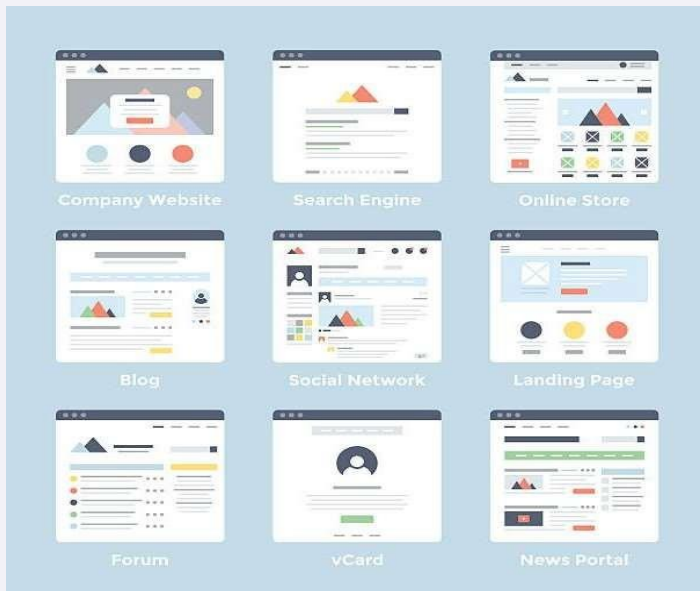 Company Website
Search Engine
Online Store
Blog
Social Network
Landing Page
Forum
vCard
News Portal